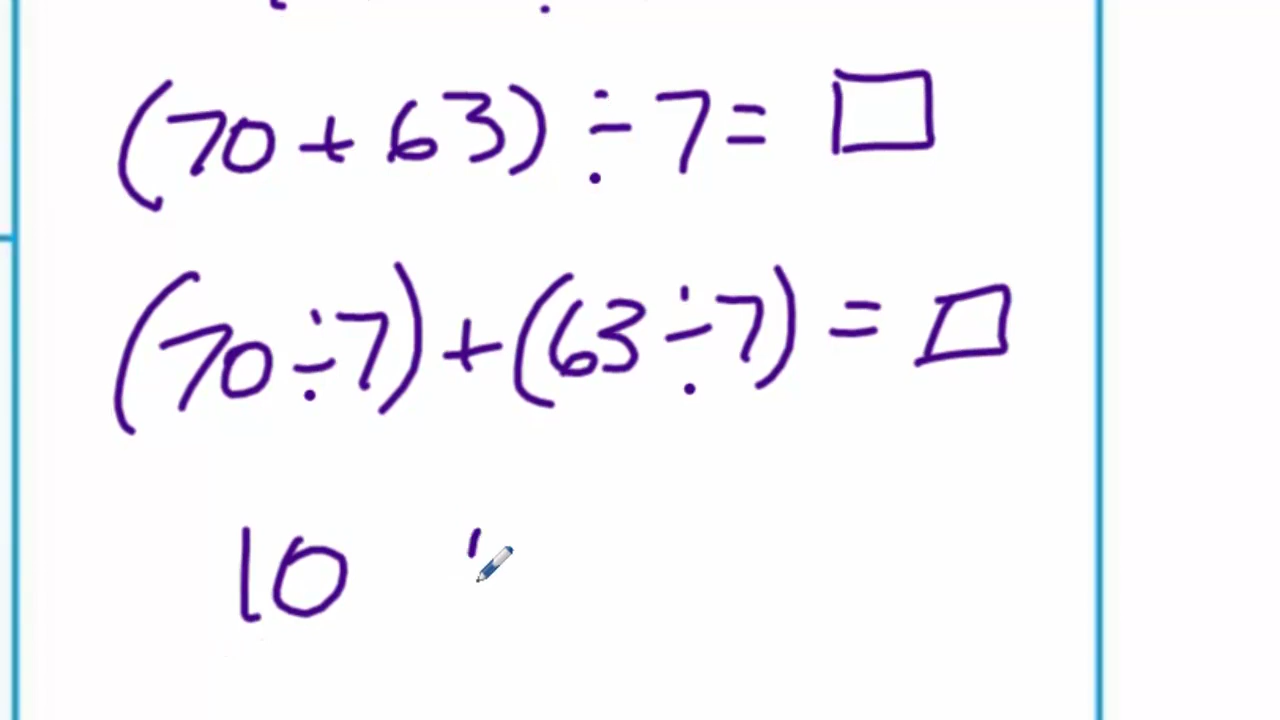 (70 + 63) ÷ 7 = □
(70 ÷ 7) + (63 ÷ 7) = □
10